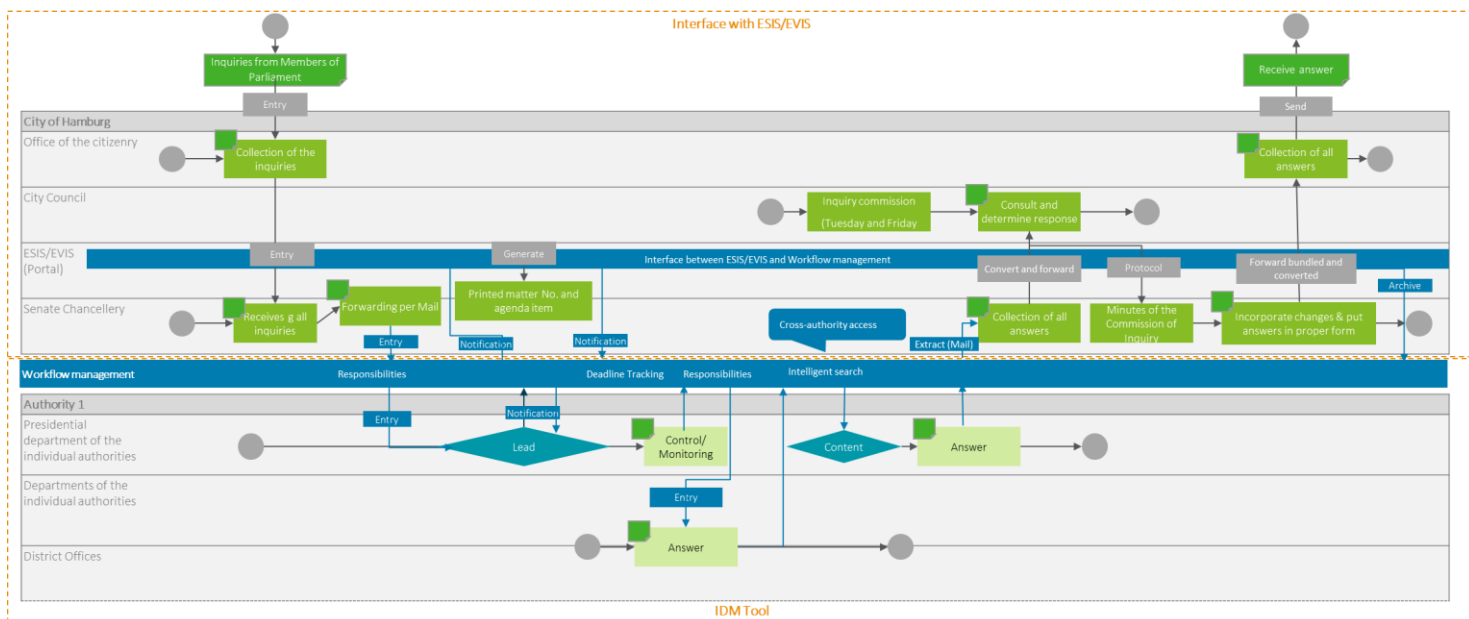 Interface with ESIS/EVIS
Inquiries from Members of
Parliament
Receive answer
Entry
Send
City of Hamburg
Office of the citizenry
Collection of the
inquiries
Collection of all
answers
City Council
Inquiry commission
(Tuesday and Friday
Consult and
determine response
ESIS/EVIS
(Portal)
Entry
Generate
Interface between ESIS/EVIS and Workflow management
Convert and forward
Protocol
Forward bundled and
converted
Archive
Senate Chancellery
Receives g all
inquiries
Forwarding per Mail
Printed matter No. and
agenda item
Collection of all
answers
Minutes of the
Commission of
Inquiry
Incorporate changes & put
answers in proper form
Cross-authority access
Entry
Notification
Notification
Extract (Mail)
Workflow management
Responsibilities
Deadline Tracking
Responsibilities
Intelligent search
Authority 1
Notification
Entry
Presidential
department of the
individual authorities
Lead
Control/
Monitoring
Content
Answer
Departments of the
individual authorities
Entry
Answer
District Offices
IDM Tool